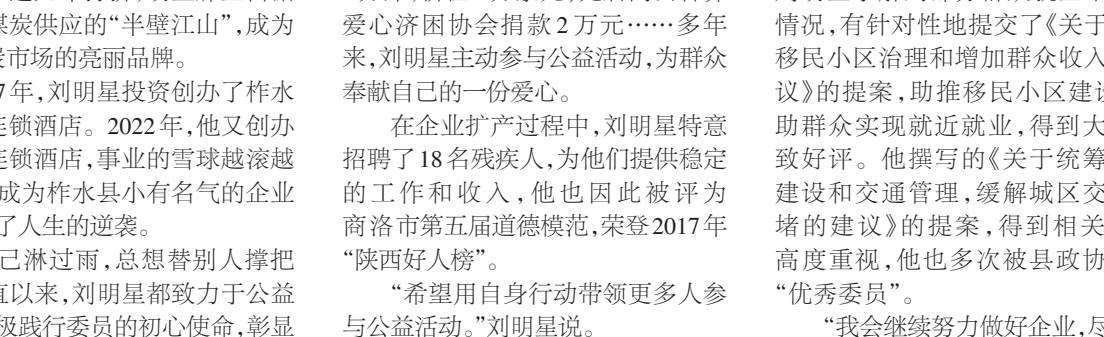 煤炭供应的“半壁江山”,成为
市场的亮丽品牌。
年,刘明星投资创办了柞水
连锁酒店。2022年,他又创办
连锁酒店,事业的雪球越滚越
成为柞水县小有名气的企业
了人生的逆袭。
己淋过雨,总想替别人撑把
直以来,刘明星都致力于公益
极践行委员的初心使命,彰显
爱心济困协会捐款2万元……多年
来,刘明星主动参与公益活动,为群众
奉献自己的一份爱心。
在企业扩产过程中,刘明星特意
招聘了18名残疾人,为他们提供稳定
的工作和收入,他也因此被评为
商洛市第五届道德模范,荣登2017年
“陕西好人榜”。
“希望用自身行动带领更多人参
与公益活动。”刘明星说。
情况,有针对性地提交了《关于
移民小区治理和增加群众收入
议》的提案,助推移民小区建设
助群众实现就近就业,得到大
致好评。他撰写的《关于统筹
建设和交通管理,缓解城区交
堵的建议》的提案,得到相关
高度重视,他也多次被县政协
“优秀委员”。
“我会继续努力做好企业,尽